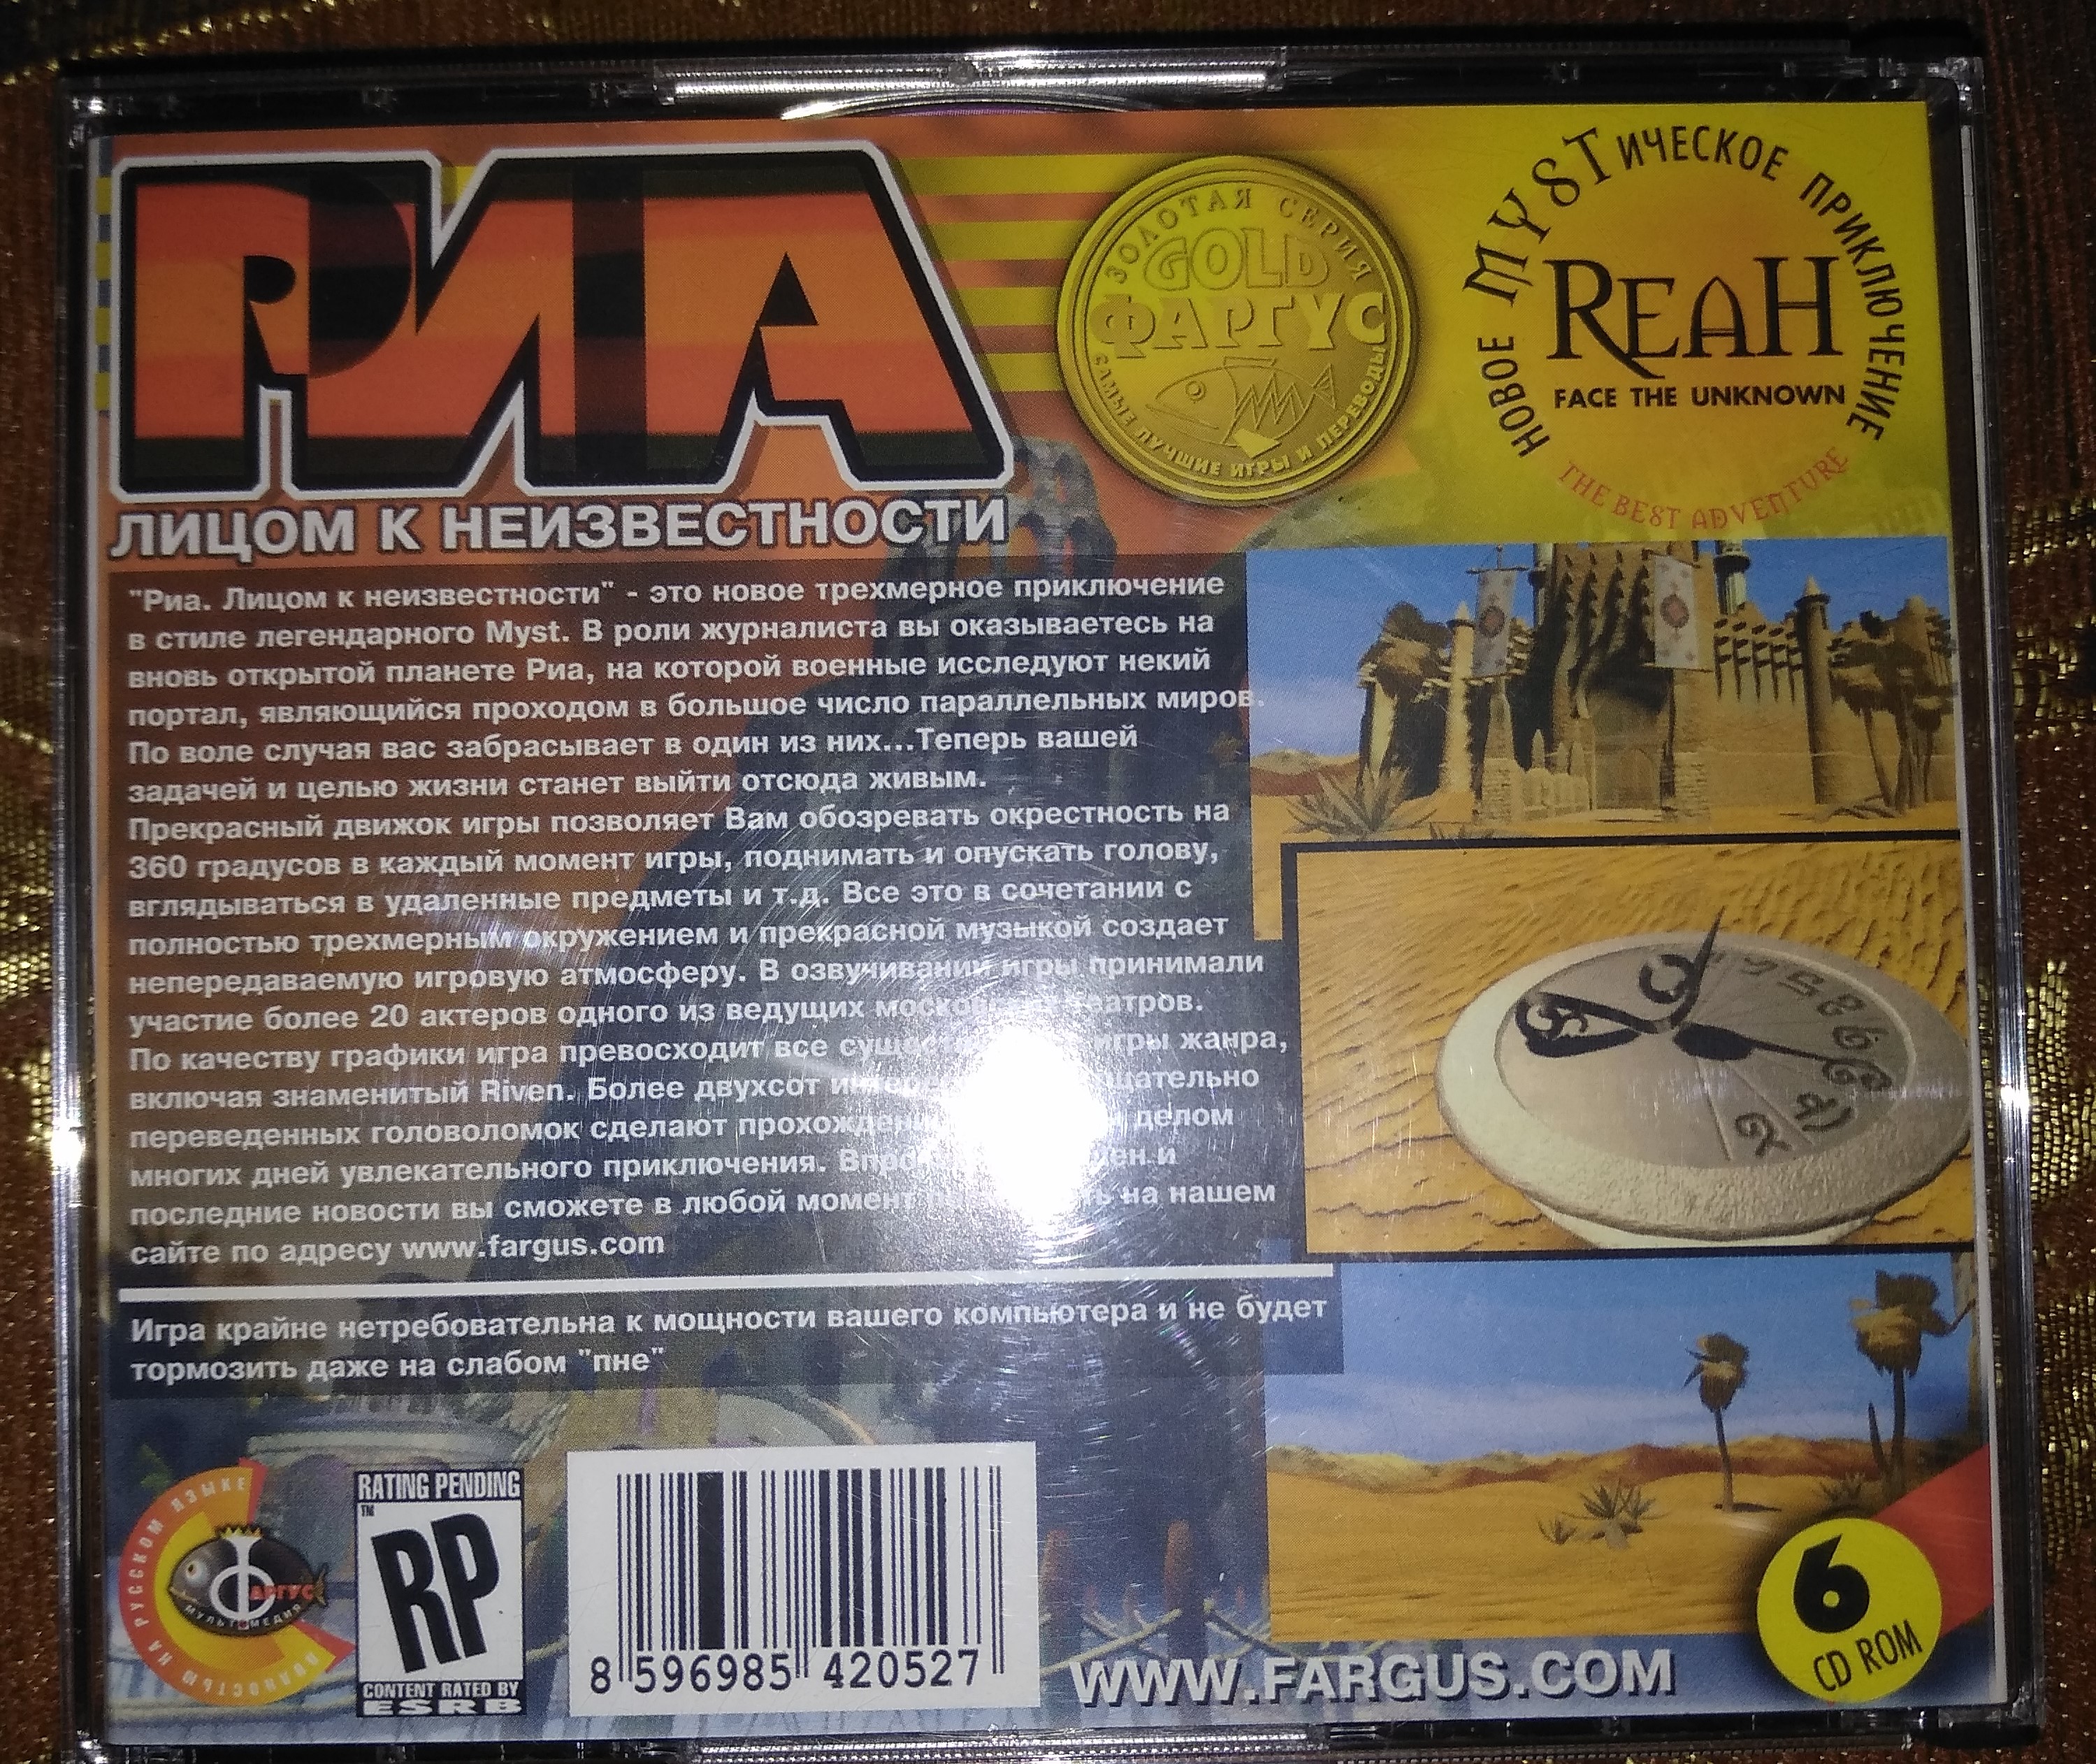 РИА
ЛИЦОМ К НЕИЗВЕСТНОСТИ
ЗОЛОТАЯ СЕРИЯ
GOLD
ФАРГУС
САМЫЕ ЛУЧШИЕ ИГРЫ И ПЕРЕВОДЫ
НОВОЕ MYSTИЧЕСКОЕ ПРИКЛЮЧЕНИЕ
REAH
FACE THE UNKNOWN
THE BEST ADVENTURE
"Риа. Лицом к неизвестности" - это новое трехмерное приключение
в стиле легендарного Myst. В роли журналиста вы оказываетесь на
вновь открытой планете Риа, на которой военные исследуют некий
портал, являющийся проходом в большое число параллельных миров.
По воле случая вас забрасывает в один из них...Теперь вашей
задачей и целью жизни станет выйти отсюда живым.
Прекрасный движок игры позволяет Вам обозревать окрестность на
360 градусов в каждый момент игры, поднимать и опускать голову,
вглядываться в удаленные предметы и т.д. Все это в сочетании с
полностью трехмерным окружением и прекрасной музыкой создает
непередаваемую игровую атмосферу. В озвучивании игры принимали
участие более 20 актеров одного из ведущих московских театров.
По качеству графики игра превосходит все игры жанра,
включая знаменитый Riven. Более двухсот
переведенных головоломок сделают делом
многих дней увлекательного приключения. и
последние новости вы сможете в любой момент на нашем
сайте по адресу www.fargus.com
Игра крайне нетребовательна к мощности вашего компьютера и не будет
тормозить даже на слабом "пне"
ПОЛНОСТЬЮ НА РУССКОМ ЯЗЫКЕ
ФАРГУС
МУЛЬТИМЕДИА
RATING PENDING
TM
RP
CONTENT RATED BY
ESRB
8 596985 420527
WWW.FARGUS.COM
6
CD ROM